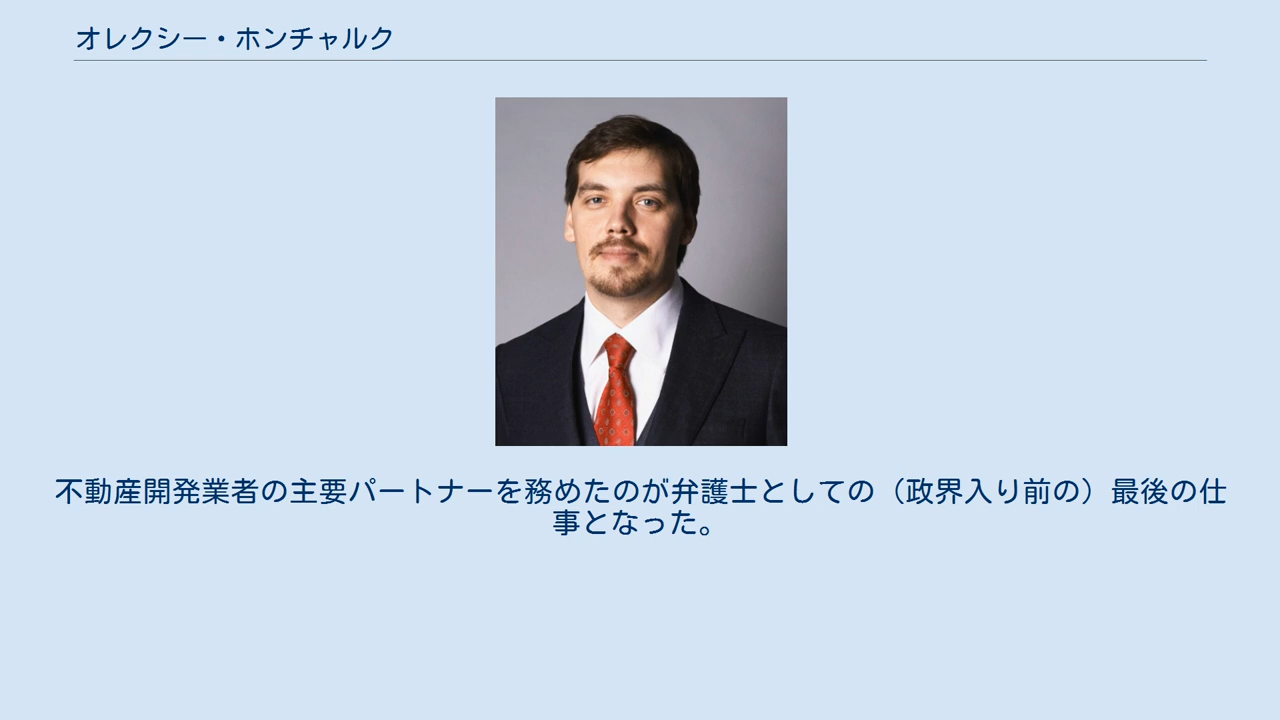 オレクシー・ホンチャルク
不動産開発業者の主要パートナーを務めたのが弁護士としての（政界入り前の）最後の仕
事となった。